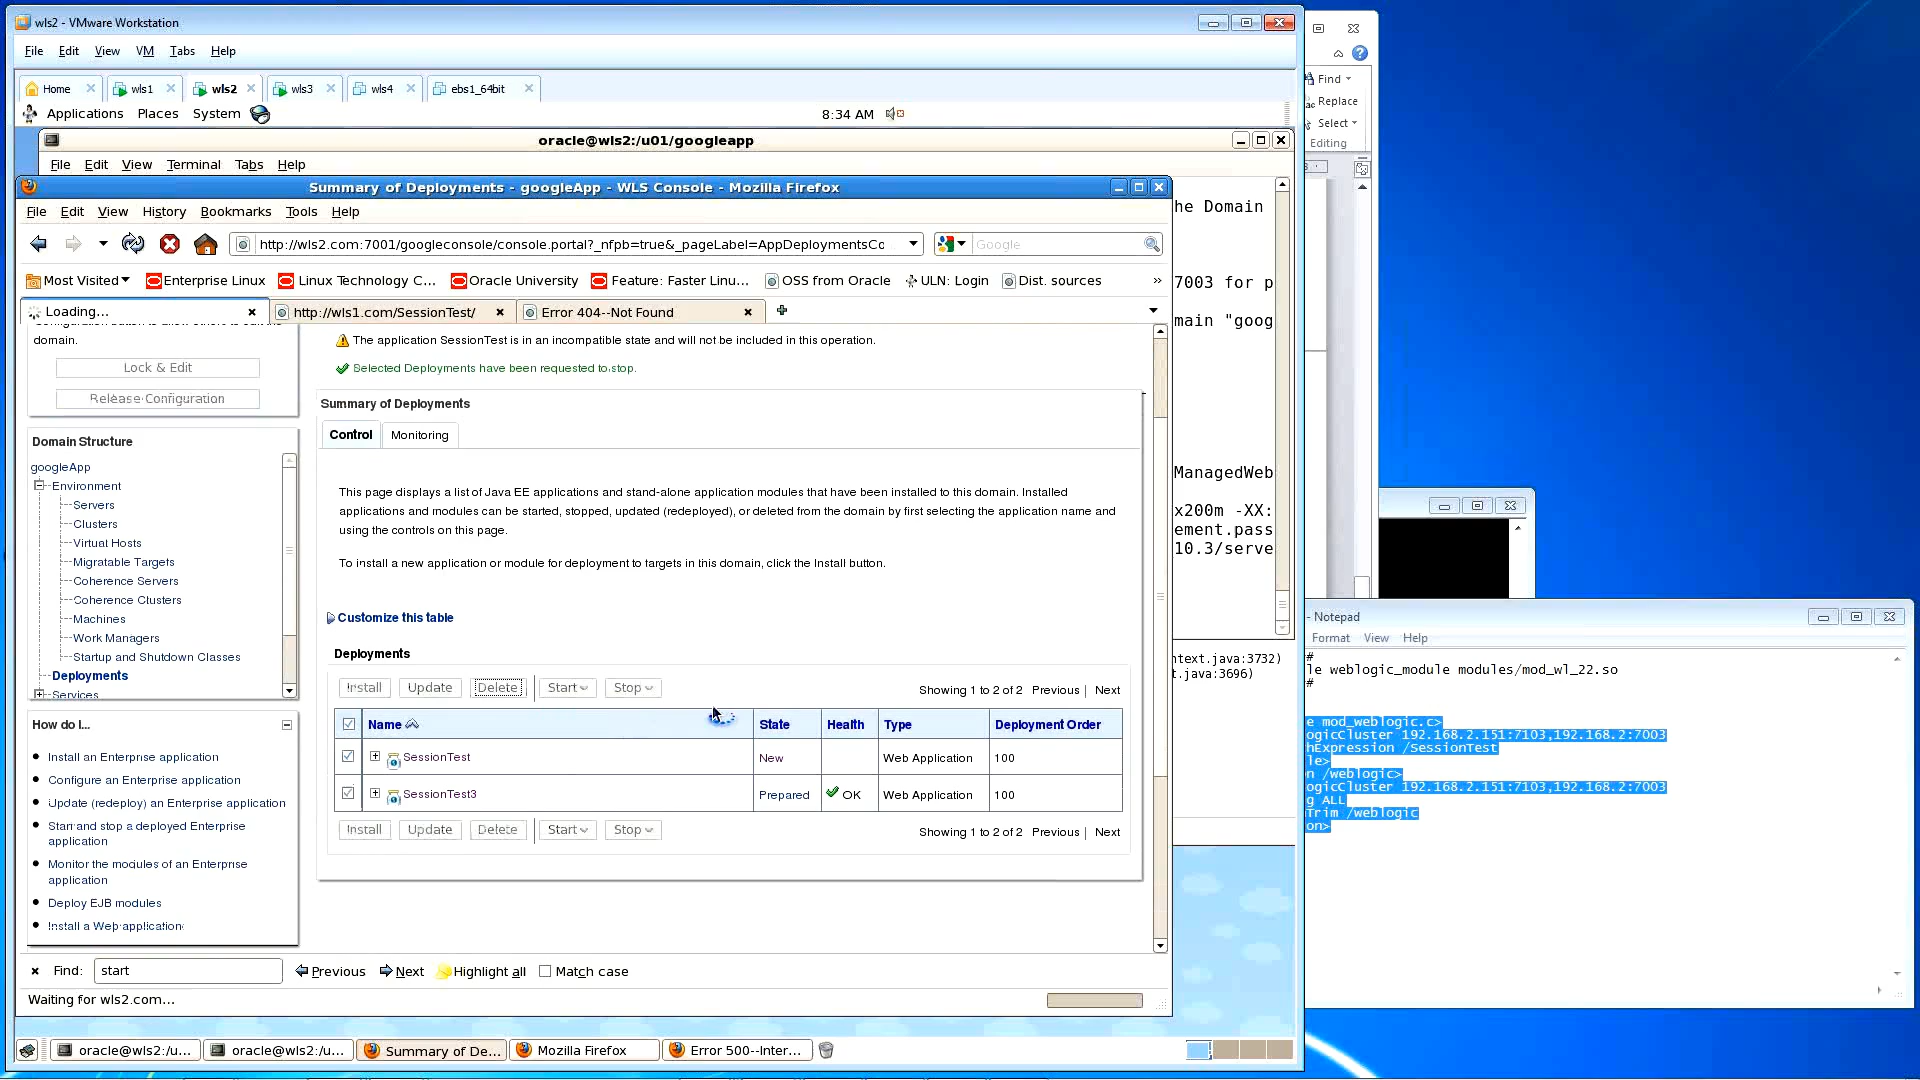 wls2 - VMware Workstation
File Edit View VM Tabs Help
Home wls1 wls2 wls3 wls4 ebs1_64bit
Applications Places System 8:34 AM
oracle@wls2:/u01/googleapp
File Edit View Terminal Tabs Help
Summary of Deployments - googleApp - WLS Console - Mozilla Firefox
File Edit View History Bookmarks Tools Help
http://wls2.com:7001/googleconsole/console.portal?_nfpb=true&_pageLabel=AppDeploymentsCo
Google
Most Visited Enterprise Linux Linux Technology C... Oracle University Feature: Faster Linu... OSS from Oracle ULN: Login Dist. sources »
Loading... http://wls1.com/SessionTest/ Error 404--Not Found
domain.
Lock & Edit
Release Configuration
Domain Structure
googleApp
Environment
Servers
Clusters
Virtual Hosts
Migratable Targets
Coherence Servers
Coherence Clusters
Machines
Work Managers
Startup and Shutdown Classes
Deployments
Services
How do I...
Install an Enterprise application
Configure an Enterprise application
Update (redeploy) an Enterprise application
Start and stop a deployed Enterprise
application
Monitor the modules of an Enterprise
application
Deploy EJB modules
Install a Web application
The application SessionTest is in an incompatible state and will not be included in this operation.
Selected Deployments have been requested to stop.
Summary of Deployments
Control Monitoring
This page displays a list of Java EE applications and stand-alone application modules that have been installed to this domain. Installed
applications and modules can be started, stopped, updated (redeployed), or deleted from the domain by first selecting the application name and
using the controls on this page.
To install a new application or module for deployment to targets in this domain, click the Install button.
Customize this table
Deployments
Install Update Delete Start Stop Showing 1 to 2 of 2 Previous | Next
Name State Health Type Deployment Order
SessionTest New Web Application 100
SessionTest3 Prepared OK Web Application 100
Install Update Delete Start Stop Showing 1 to 2 of 2 Previous | Next
Find: start Previous Next Highlight all Match case
Waiting for wls2.com...
oracle@wls2:/u... oracle@wls2:/u... Summary of De... Mozilla Firefox Error 500--Inter...
he Domain
7003 for p
main "goog
ManagedWeb
x200m -XX:
ement.pass
10.3/serve
ntext.java:3732)
t.java:3696)
Find
Replace
Select
Editing
- Notepad
Format View Help
#
le weblogic_module modules/mod_wl_22.so
#
e mod_weblogic.c>
ogicCluster 192.168.2.151:7103,192.168.2:7003
hExpression /SessionTest
le>
n /weblogic>
ogicCluster 192.168.2.151:7103,192.168.2:7003
g ALL
Trim /weblogic
on>